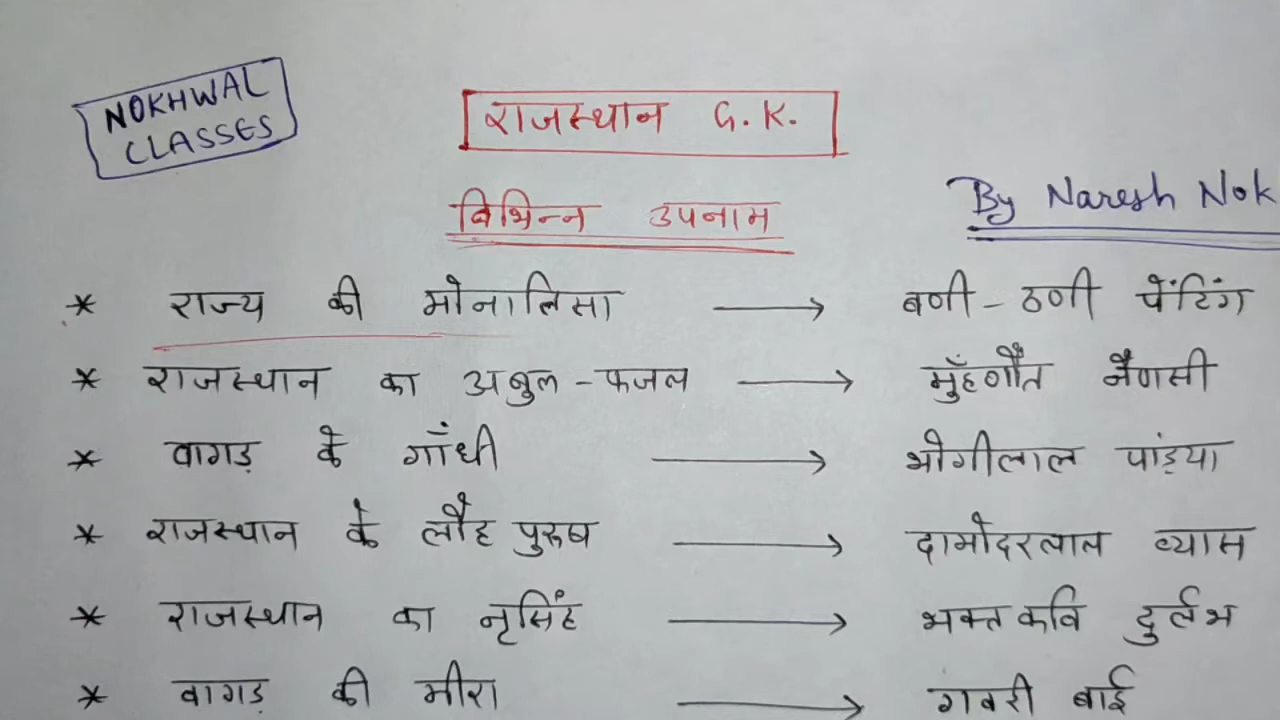 NOKHWAL
CLASSES
राजस्थान G.K.
विभिन्न उपनाम
By Naresh Nok
* राज्य की मोनालिसा → बणी-ठणी पेंटिंग
* राजस्थान का अबुल-फजल → मुँहणौत नैणसी
* वागड़ के गाँधी → भोगीलाल पांड्या
* राजस्थान के लौह पुरुष → दामोदरलाल व्यास
* राजस्थान का नृसिंह → भक्त कवि दुर्लभ
* वागड़ की मीरा → गवरी बाई